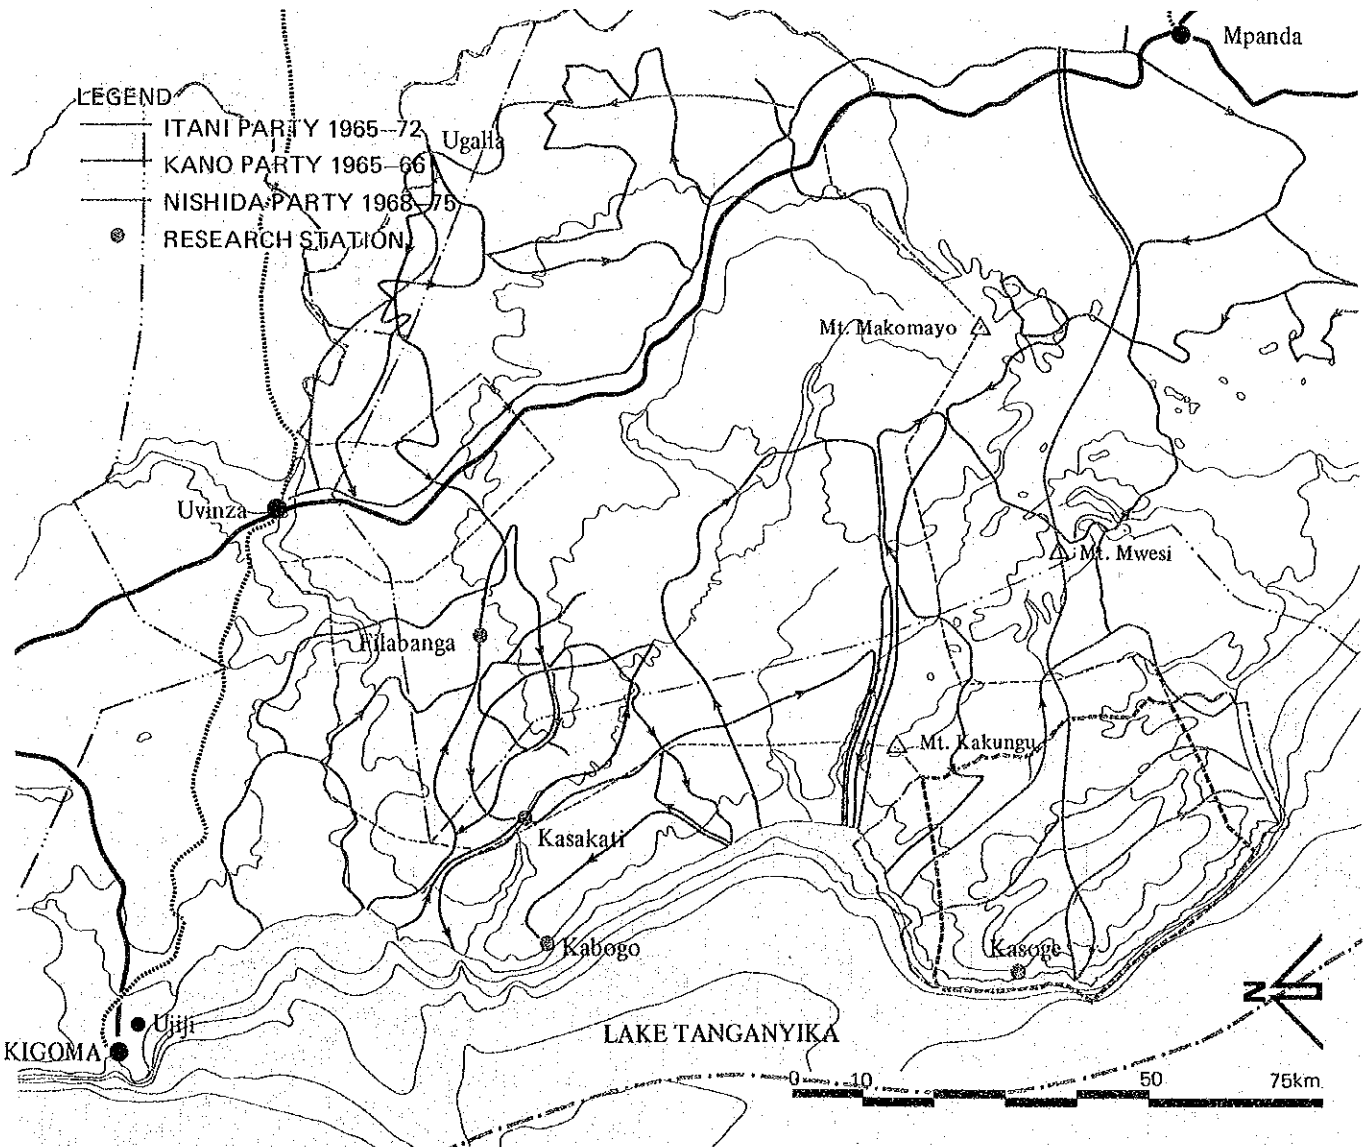 Mpanda
LEGEND
ITANI PARTY 1965-72
Ugalla
KANO PARTY 1965-66
NISHIDA PARTY 1968-75
RESEARCH STATION
Mt. Makomayo
Uvinza
Mt. Mwesi
Filabanga
Mt. Kakungu
Kasakati
Kabogo
Kasoge
N
Ujiji
LAKE TANGANYIKA
KIGOMA
0 10 50 75km